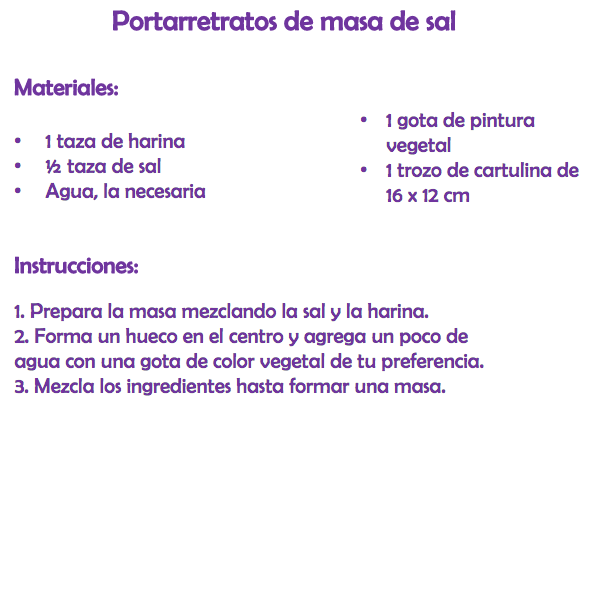 Portarretratos de masa de sal
Materiales:
• 1 taza de harina
• ½ taza de sal
• Agua, la necesaria
• 1 gota de pintura
vegetal
• 1 trozo de cartulina de
16 x 12 cm
Instrucciones:
1. Prepara la masa mezclando la sal y la harina.
2. Forma un hueco en el centro y agrega un poco de
agua con una gota de color vegetal de tu preferencia.
3. Mezcla los ingredientes hasta formar una masa.